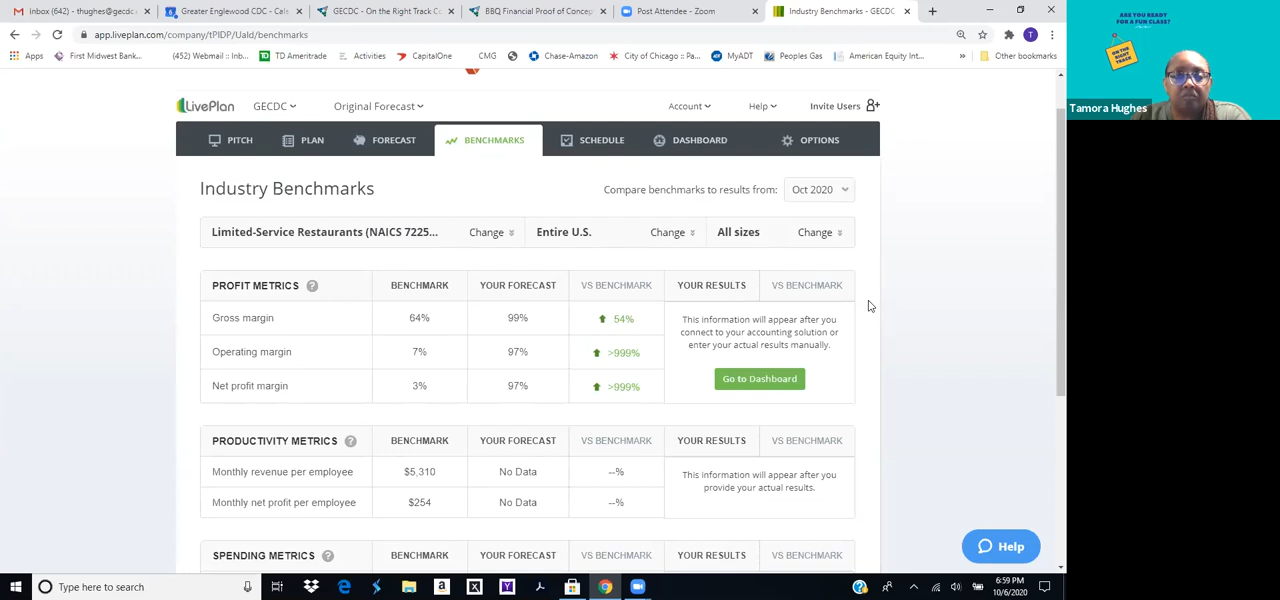 Inbox (642) - thughes@gecdc
Greater Englewood CDC - Cale
GECDC - On the Right Track Co
BBQ Financial Proof of Concep
Post Attendee - Zoom
Industry Benchmarks - GECDC
app.liveplan.com/company/tPIDP/Uald/benchmarks
T
Apps
First Midwest Bank...
(452) Webmail :: Inb...
TD Ameritrade
Activities
CapitalOne
CMG
Chase-Amazon
City of Chicago :: Pa...
MyADT
Peoples Gas
American Equity Int...
Other bookmarks
LivePlan
GECDC
Original Forecast
Account
Help
Invite Users
PITCH
PLAN
FORECAST
BENCHMARKS
SCHEDULE
DASHBOARD
OPTIONS
Industry Benchmarks
Compare benchmarks to results from:
Oct 2020
Limited-Service Restaurants (NAICS 7225...
Change
Entire U.S.
Change
All sizes
Change
PROFIT METRICS ?
BENCHMARK
YOUR FORECAST
VS BENCHMARK
YOUR RESULTS
VS BENCHMARK
Gross margin
64%
99%
54%
Operating margin
7%
97%
>999%
Net profit margin
3%
97%
>999%
This information will appear after you
connect to your accounting solution or
enter your actual results manually.
Go to Dashboard
PRODUCTIVITY METRICS ?
BENCHMARK
YOUR FORECAST
VS BENCHMARK
YOUR RESULTS
VS BENCHMARK
Monthly revenue per employee
$5,310
No Data
--%
Monthly net profit per employee
$254
No Data
--%
This information will appear after you
provide your actual results.
SPENDING METRICS ?
BENCHMARK
YOUR FORECAST
VS BENCHMARK
YOUR RESULTS
VS BENCHMARK
Help
Type here to search
6:59 PM
10/6/2020
ARE YOU READY
FOR A FUN CLASS?
ON THE
RIGHT
TRACK
Tamora Hughes